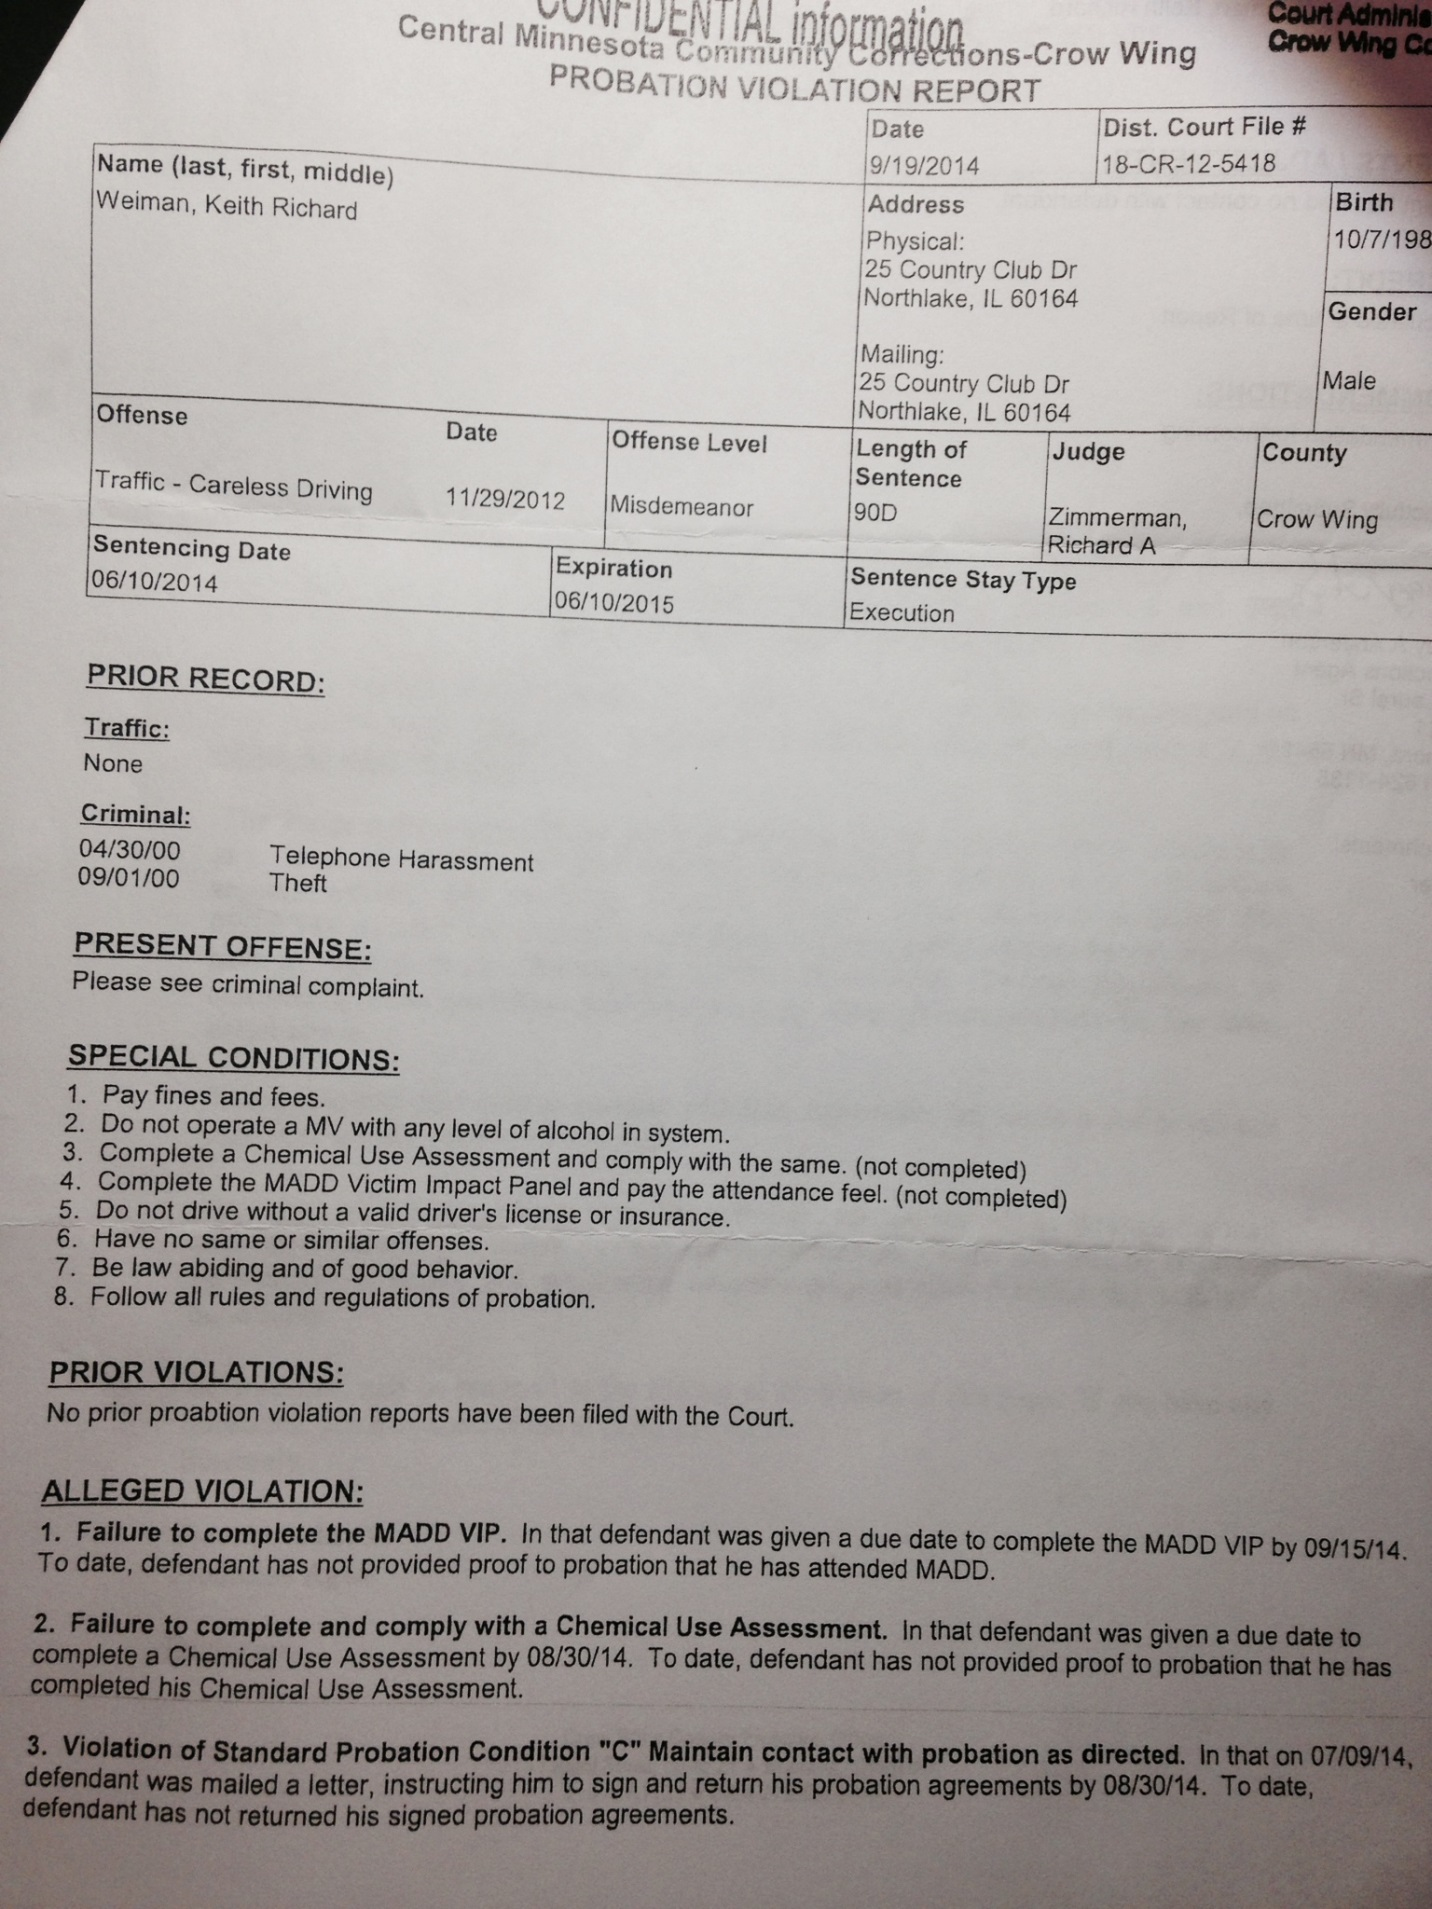 CONFIDENTIAL information
Court Adminis
Crow Wing Co
Central Minnesota Community Corrections-Crow Wing
PROBATION VIOLATION REPORT
Name (last, first, middle)
Weiman, Keith Richard
Date
9/19/2014
Dist. Court File #
18-CR-12-5418
Address
Physical:
25 Country Club Dr
Northlake, IL 60164
Mailing:
25 Country Club Dr
Northlake, IL 60164
Birth
10/7/198
Gender
Male
Offense
Traffic - Careless Driving
Date
11/29/2012
Offense Level
Misdemeanor
Length of
Sentence
90D
Judge
Zimmerman,
Richard A
County
Crow Wing
Sentencing Date
06/10/2014
Expiration
06/10/2015
Sentence Stay Type
Execution
PRIOR RECORD:
Traffic:
None
Criminal:
04/30/00 Telephone Harassment
09/01/00 Theft
PRESENT OFFENSE:
Please see criminal complaint.
SPECIAL CONDITIONS:
1. Pay fines and fees.
2. Do not operate a MV with any level of alcohol in system.
3. Complete a Chemical Use Assessment and comply with the same. (not completed)
4. Complete the MADD Victim Impact Panel and pay the attendance feel. (not completed)
5. Do not drive without a valid driver's license or insurance.
6. Have no same or similar offenses.
7. Be law abiding and of good behavior.
8. Follow all rules and regulations of probation.
PRIOR VIOLATIONS:
No prior proabtion violation reports have been filed with the Court.
ALLEGED VIOLATION:
1. Failure to complete the MADD VIP. In that defendant was given a due date to complete the MADD VIP by 09/15/14.
To date, defendant has not provided proof to probation that he has attended MADD.
2. Failure to complete and comply with a Chemical Use Assessment. In that defendant was given a due date to
complete a Chemical Use Assessment by 08/30/14. To date, defendant has not provided proof to probation that he has
completed his Chemical Use Assessment.
3. Violation of Standard Probation Condition "C" Maintain contact with probation as directed. In that on 07/09/14,
defendant was mailed a letter, instructing him to sign and return his probation agreements by 08/30/14. To date,
defendant has not returned his signed probation agreements.